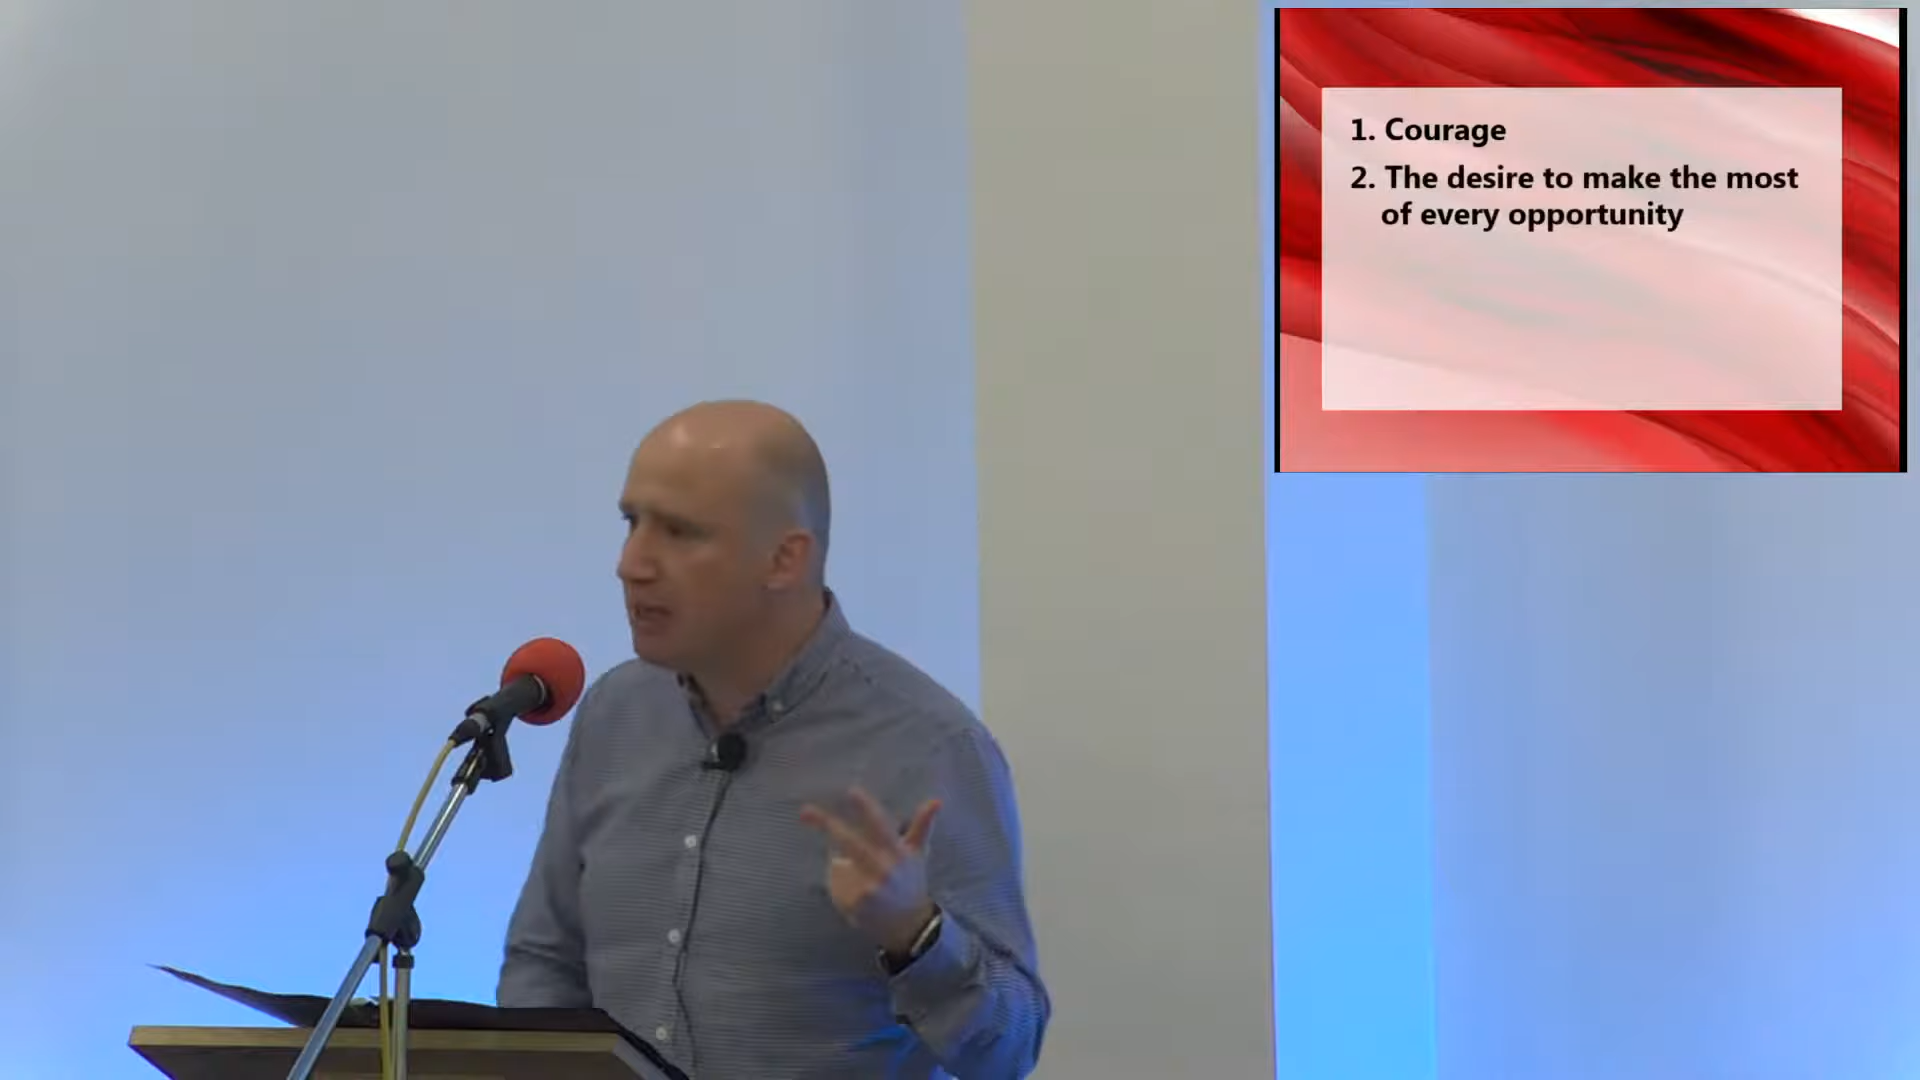 1. Courage
2. The desire to make the most
of every opportunity